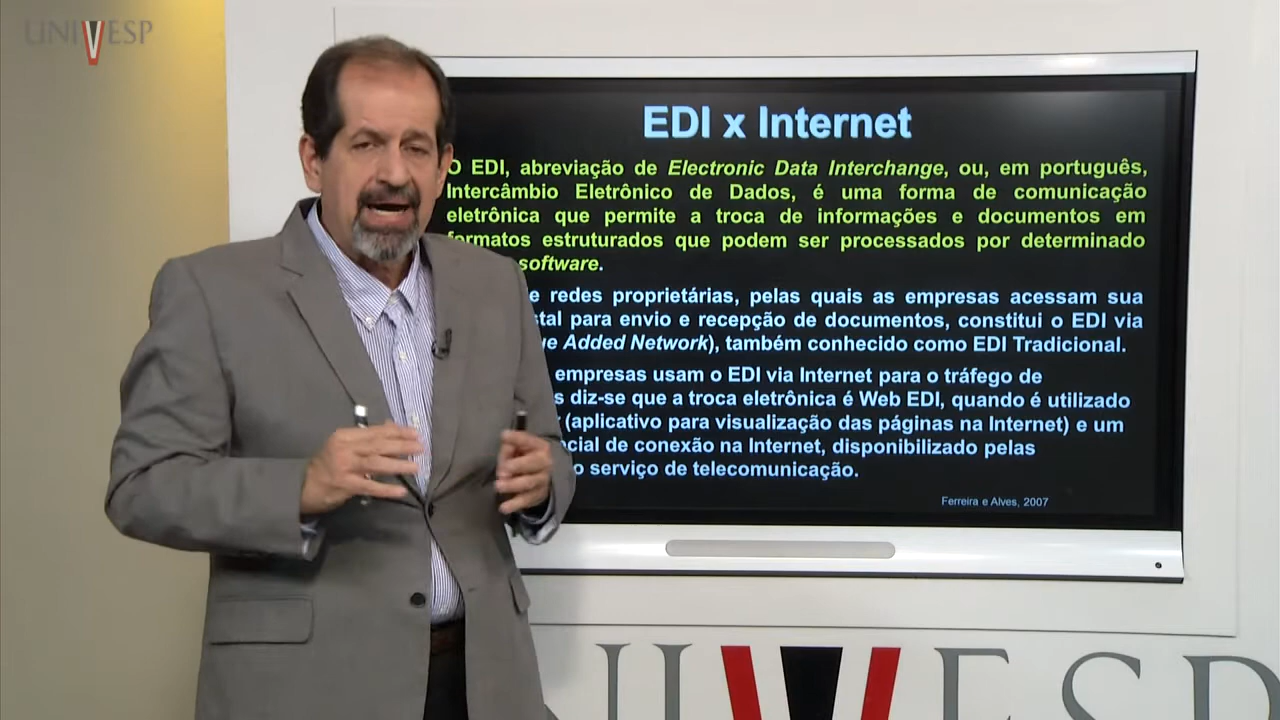 UNIVESP
EDI x Internet
O EDI, abreviação de Electronic Data Interchange, ou, em português,
Intercâmbio Eletrônico de Dados, é uma forma de comunicação
eletrônica que permite a troca de informações e documentos em
formatos estruturados que podem ser processados por determinado
software.
e redes proprietárias, pelas quais as empresas acessam sua
para envio e recepção de documentos, constitui o EDI via
Added Network), também conhecido como EDI Tradicional.
empresas usam o EDI via Internet para o tráfego de
diz-se que a troca eletrônica é Web EDI, quando é utilizado
(aplicativo para visualização das páginas na Internet) e um
de conexão na Internet, disponibilizado pelas
o serviço de telecomunicação.
Ferreira e Alves, 2007
UNIVESP